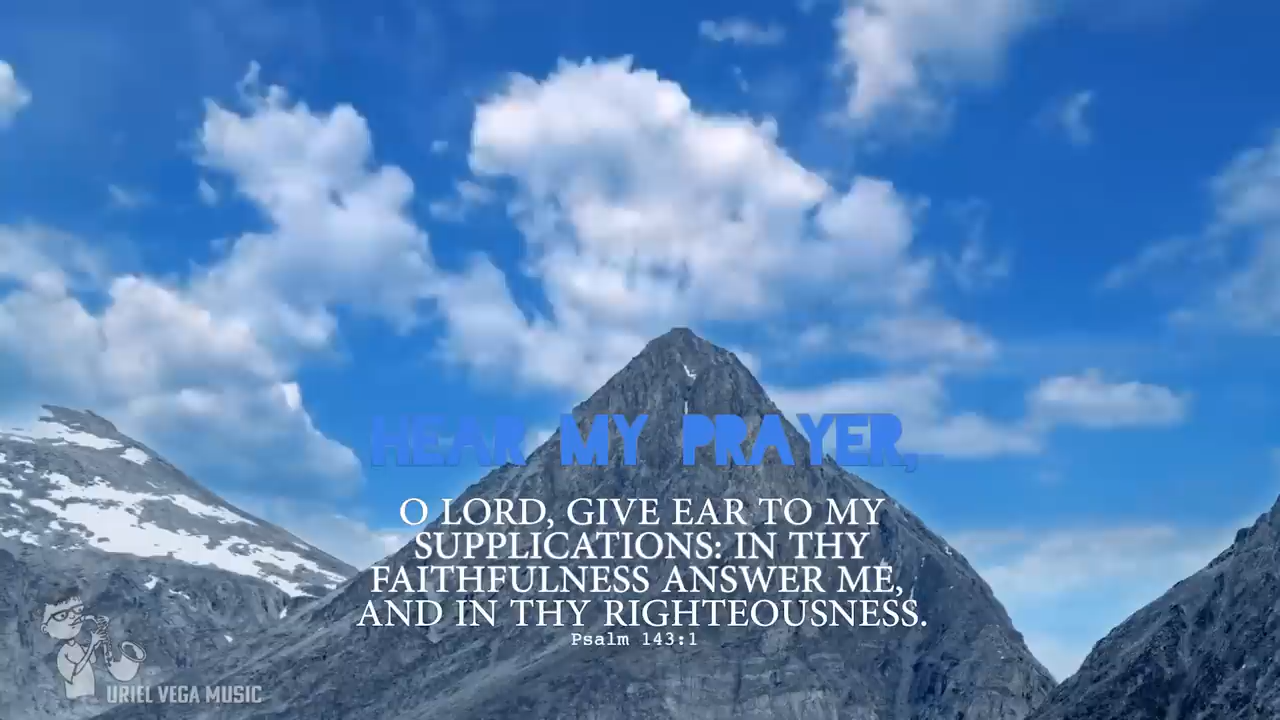 HEAR MY PRAYER,
O LORD, GIVE EAR TO MY
SUPPLICATIONS: IN THY
FAITHFULNESS ANSWER ME,
AND IN THY RIGHTEOUSNESS.
Psalm 143:1
URIEL VEGA MUSIC